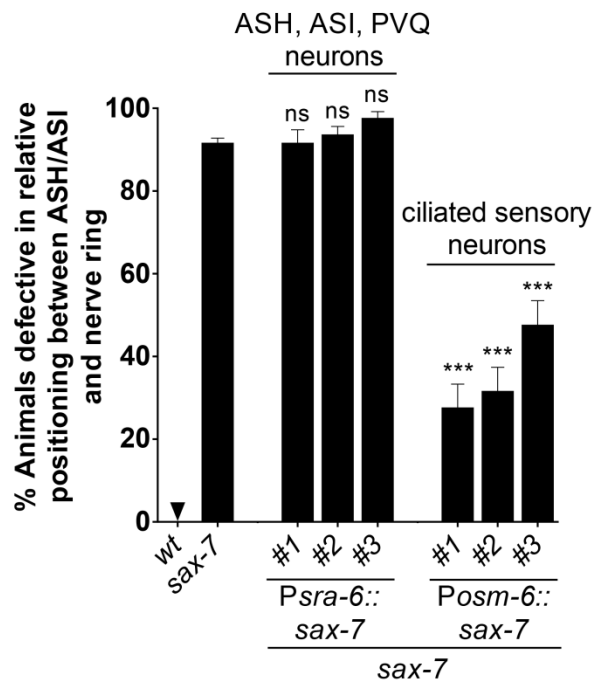 ASH, ASI, PVQ
neurons
% Animals defective in relative
positioning between ASH/ASI
and nerve ring
100
80
60
40
20
0
ns
ns
ns
ciliated sensory
neurons
***
***
***
wt
sax-7
#1
#2
#3
#1
#2
#3
Psra-6::
sax-7
Posm-6::
sax-7
sax-7